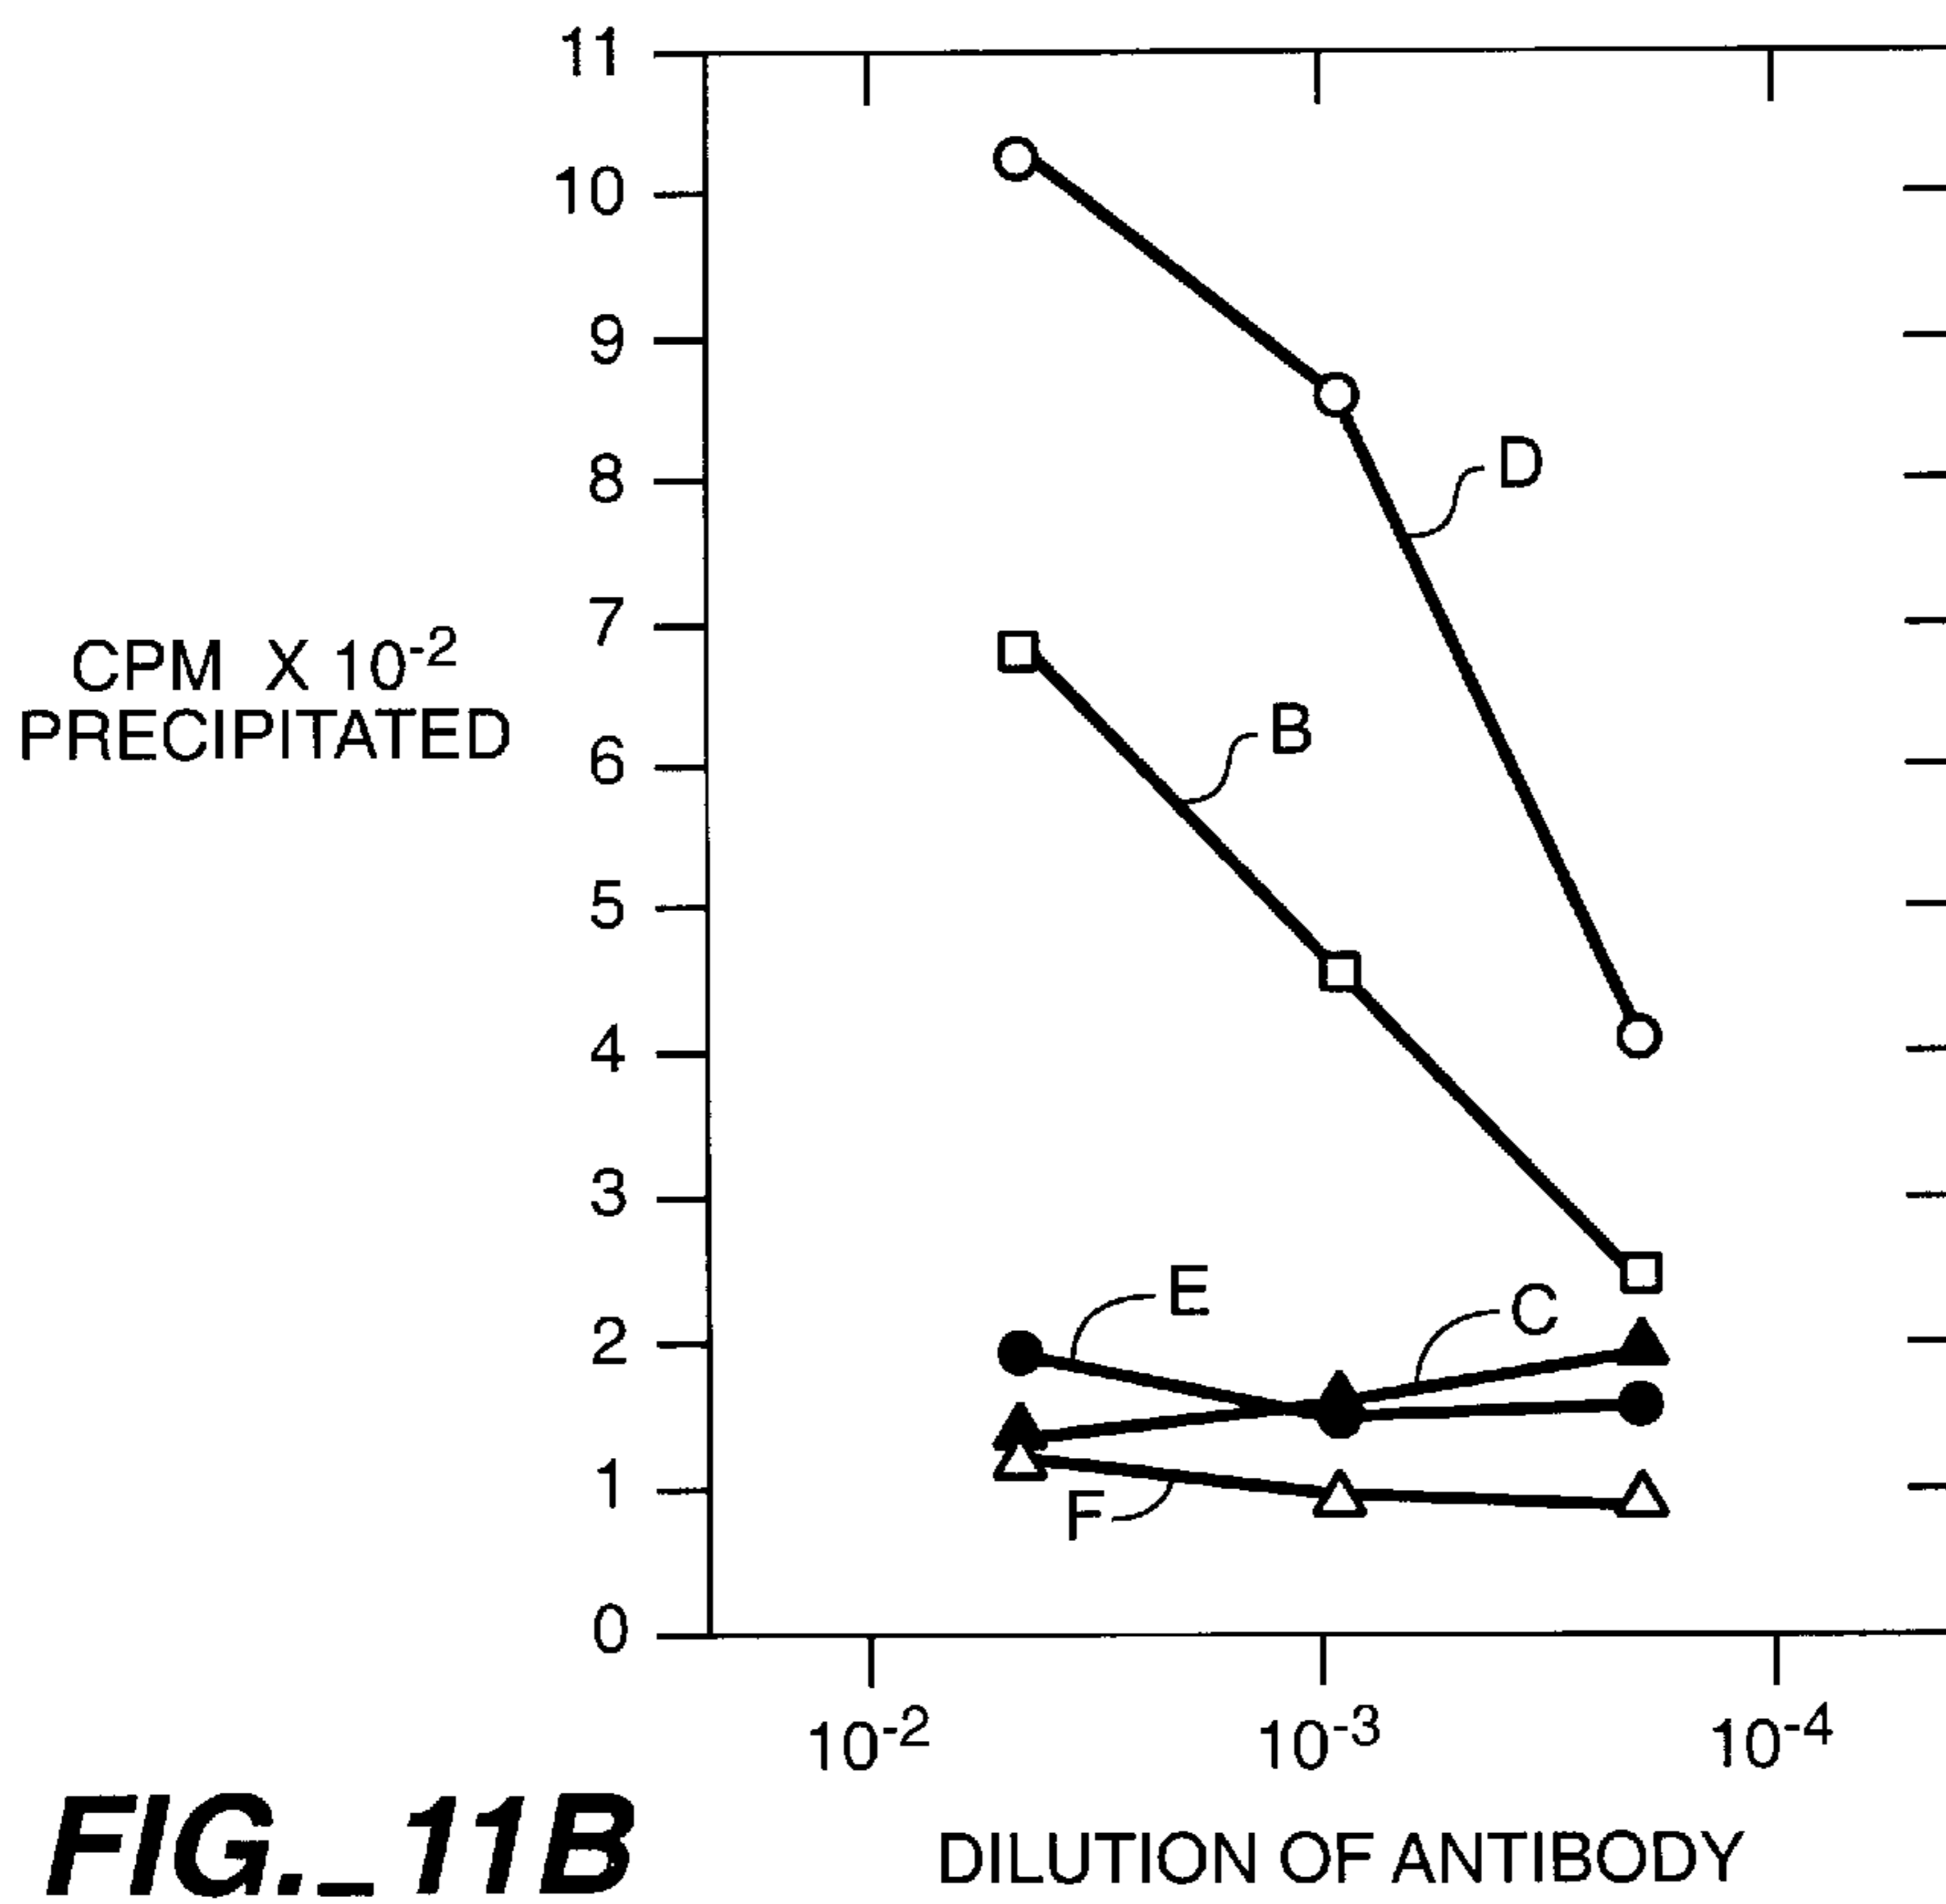 11
10
9
8
7
CPM X 10⁻²
PRECIPITATED
6
5
4
3
2
1
0
D
B
E
C
F
10⁻²
10⁻³
10⁻⁴
DILUTION OF ANTIBODY
FIG._11B